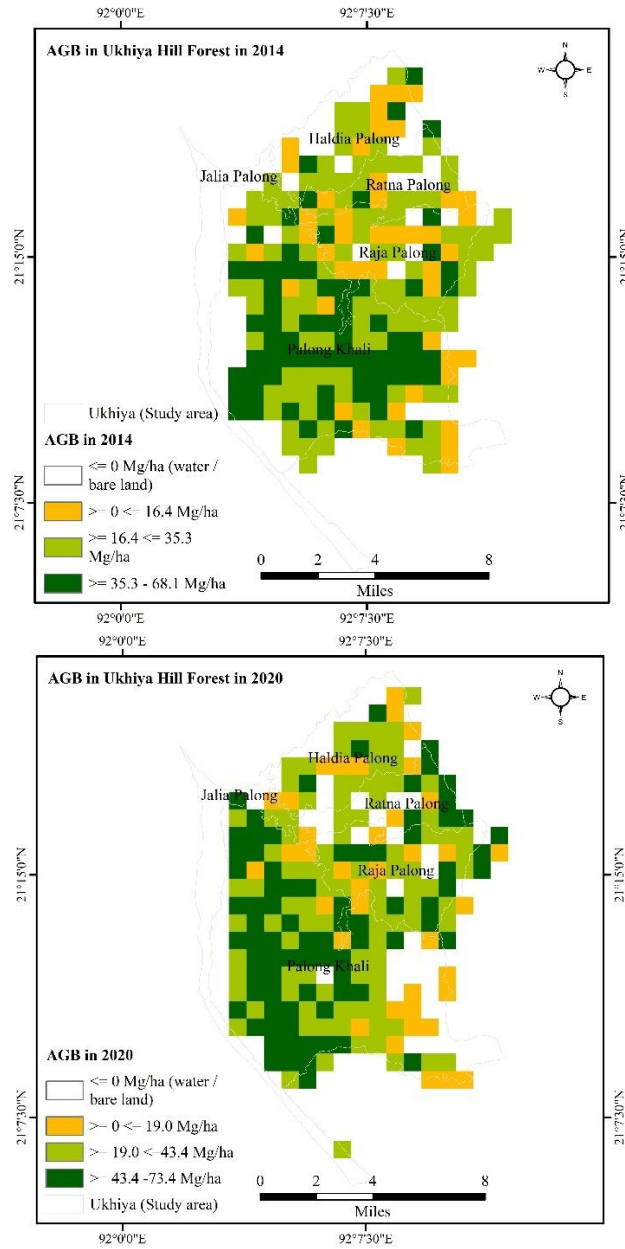 92°0'0"E 92°7'30"E
AGB in Ukhiya Hill Forest in 2014
N
W E
S
Haldia Palong
Jalia Palong
Ratna Palong
Raja Palong
21°15'0"N 21°15'0"N
Palong Khali
Ukhiya (Study area)
AGB in 2014
<= 0 Mg/ha (water /
bare land)
>= 0 <= 16.4 Mg/ha
>= 16.4 <= 35.3
Mg/ha
>= 35.3 - 68.1 Mg/ha
21°7'30"N 21°7'30"N
0 2 4 8
Miles
92°0'0"E 92°7'30"E
92°0'0"E 92°7'30"E
AGB in Ukhiya Hill Forest in 2020
N
W E
S
Haldia Palong
Jalia Palong
Ratna Palong
Raja Palong
21°15'0"N 21°15'0"N
Palong Khali
AGB in 2020
<= 0 Mg/ha (water /
bare land)
>= 0 <= 19.0 Mg/ha
>= 19.0 <=43.4 Mg/ha
>= 43.4 -73.4 Mg/ha
Ukhiya (Study area)
21°7'30"N 21°7'30"N
0 2 4 8
Miles
92°0'0"E 92°7'30"E